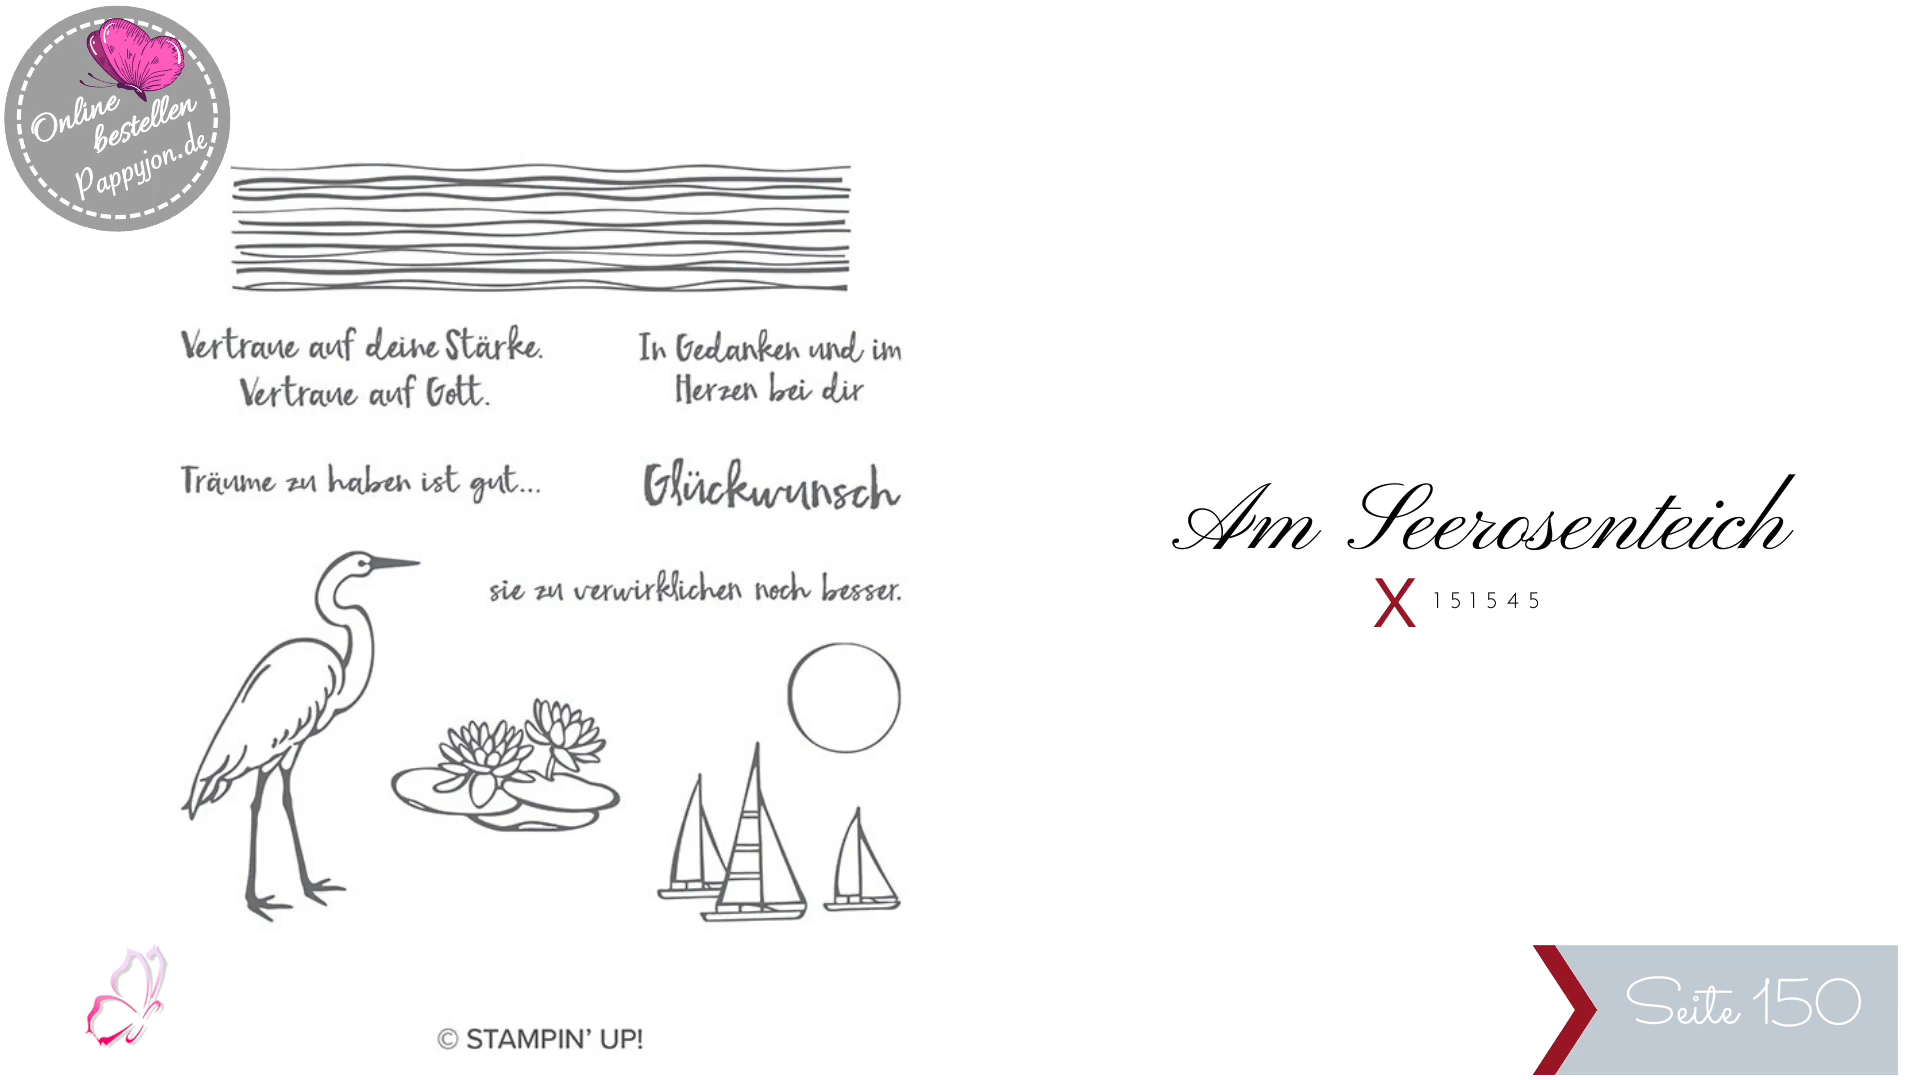 Online
bestellen
Pappyjon.de
Vertraue auf deine Stärke.
Vertraue auf Gott.
In Gedanken und im
Herzen bei dir
Träume zu haben ist gut...
Glückwunsch
sie zu verwirklichen noch besser.
Am Seerosenteich
X 151545
© STAMPIN' UP!
Seite 150